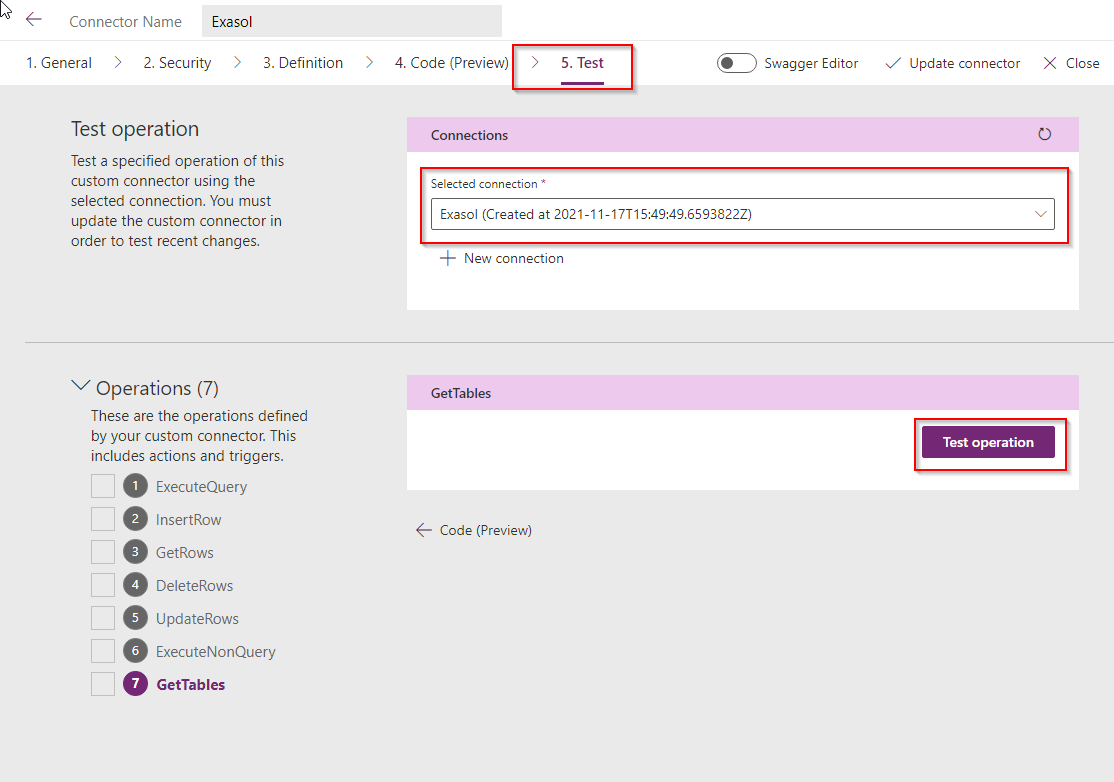 Connector Name Exasol
1. General 2. Security 3. Definition 4. Code (Preview) 5. Test Swagger Editor Update connector Close
Test operation
Test a specified operation of this
custom connector using the
selected connection. You must
update the custom connector in
order to test recent changes.
Connections
Selected connection *
Exasol (Created at 2021-11-17T15:49:49.6593822Z)
New connection
Operations (7)
These are the operations defined
by your custom connector. This
includes actions and triggers.
1 ExecuteQuery
2 InsertRow
3 GetRows
4 DeleteRows
5 UpdateRows
6 ExecuteNonQuery
7 GetTables
GetTables
Test operation
Code (Preview)